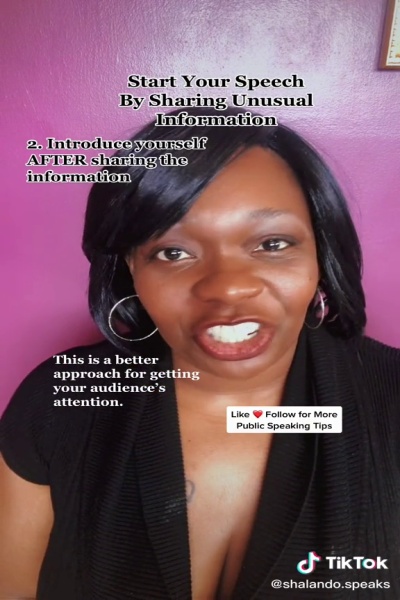 Start Your Speech
By Sharing Unusual
Information
2. Introduce yourself
AFTER sharing the
information
This is a better
approach for getting
your audience's
attention.
Like ❤️ Follow for More
Public Speaking Tips
TikTok
@shalando.speaks